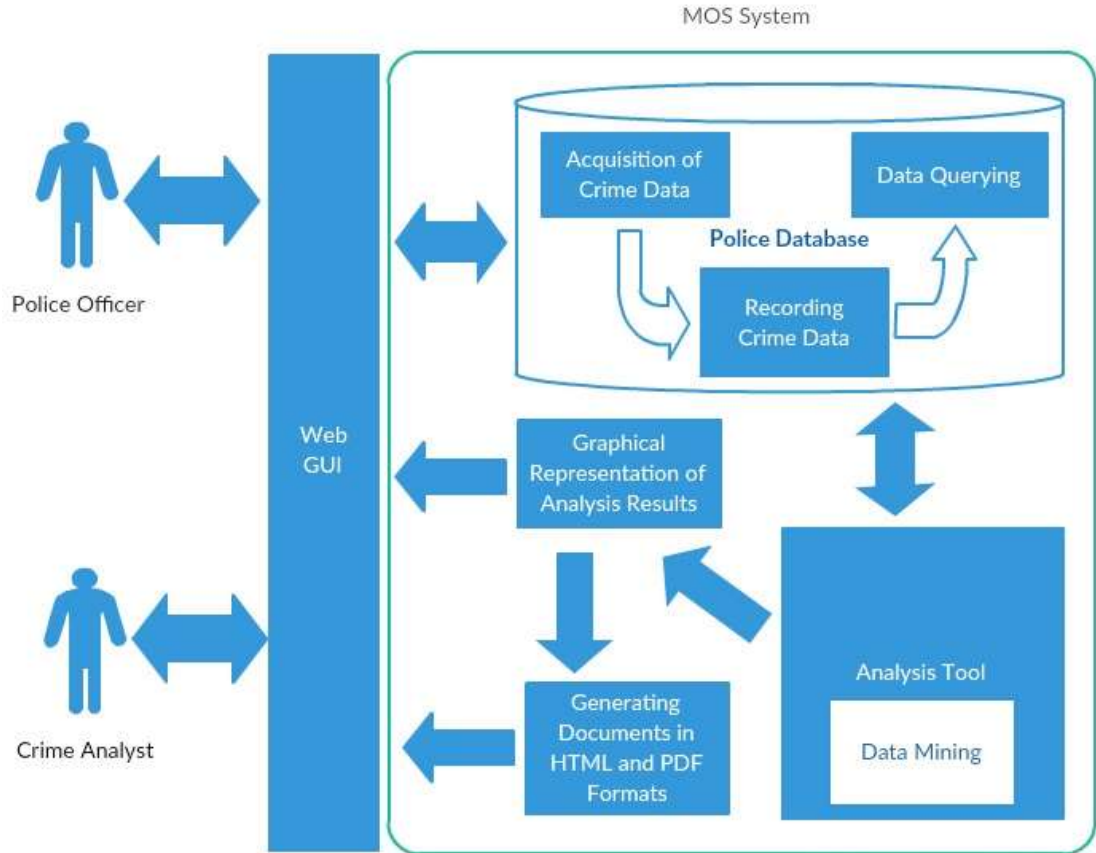 MOS System
Acquisition of
Crime Data
Data Querying
Police Database
Recording
Crime Data
Police Officer
Web
GUI
Graphical
Representation of
Analysis Results
Analysis Tool
Data Mining
Generating
Documents in
HTML and PDF
Formats
Crime Analyst